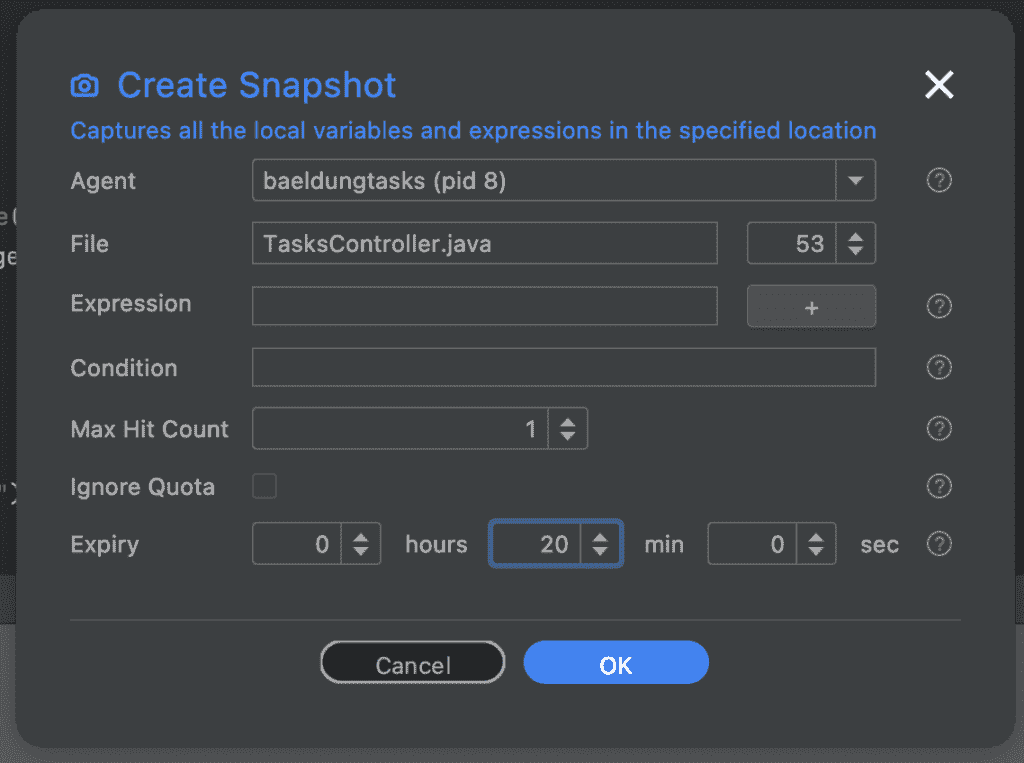 Create Snapshot
Captures all the local variables and expressions in the specified location
Agent baeldungtasks (pid 8) ?
File TasksController.java 53
Expression + ?
Condition ?
Max Hit Count 1 ?
Ignore Quota ?
Expiry 0 hours 20 min 0 sec ?
Cancel OK